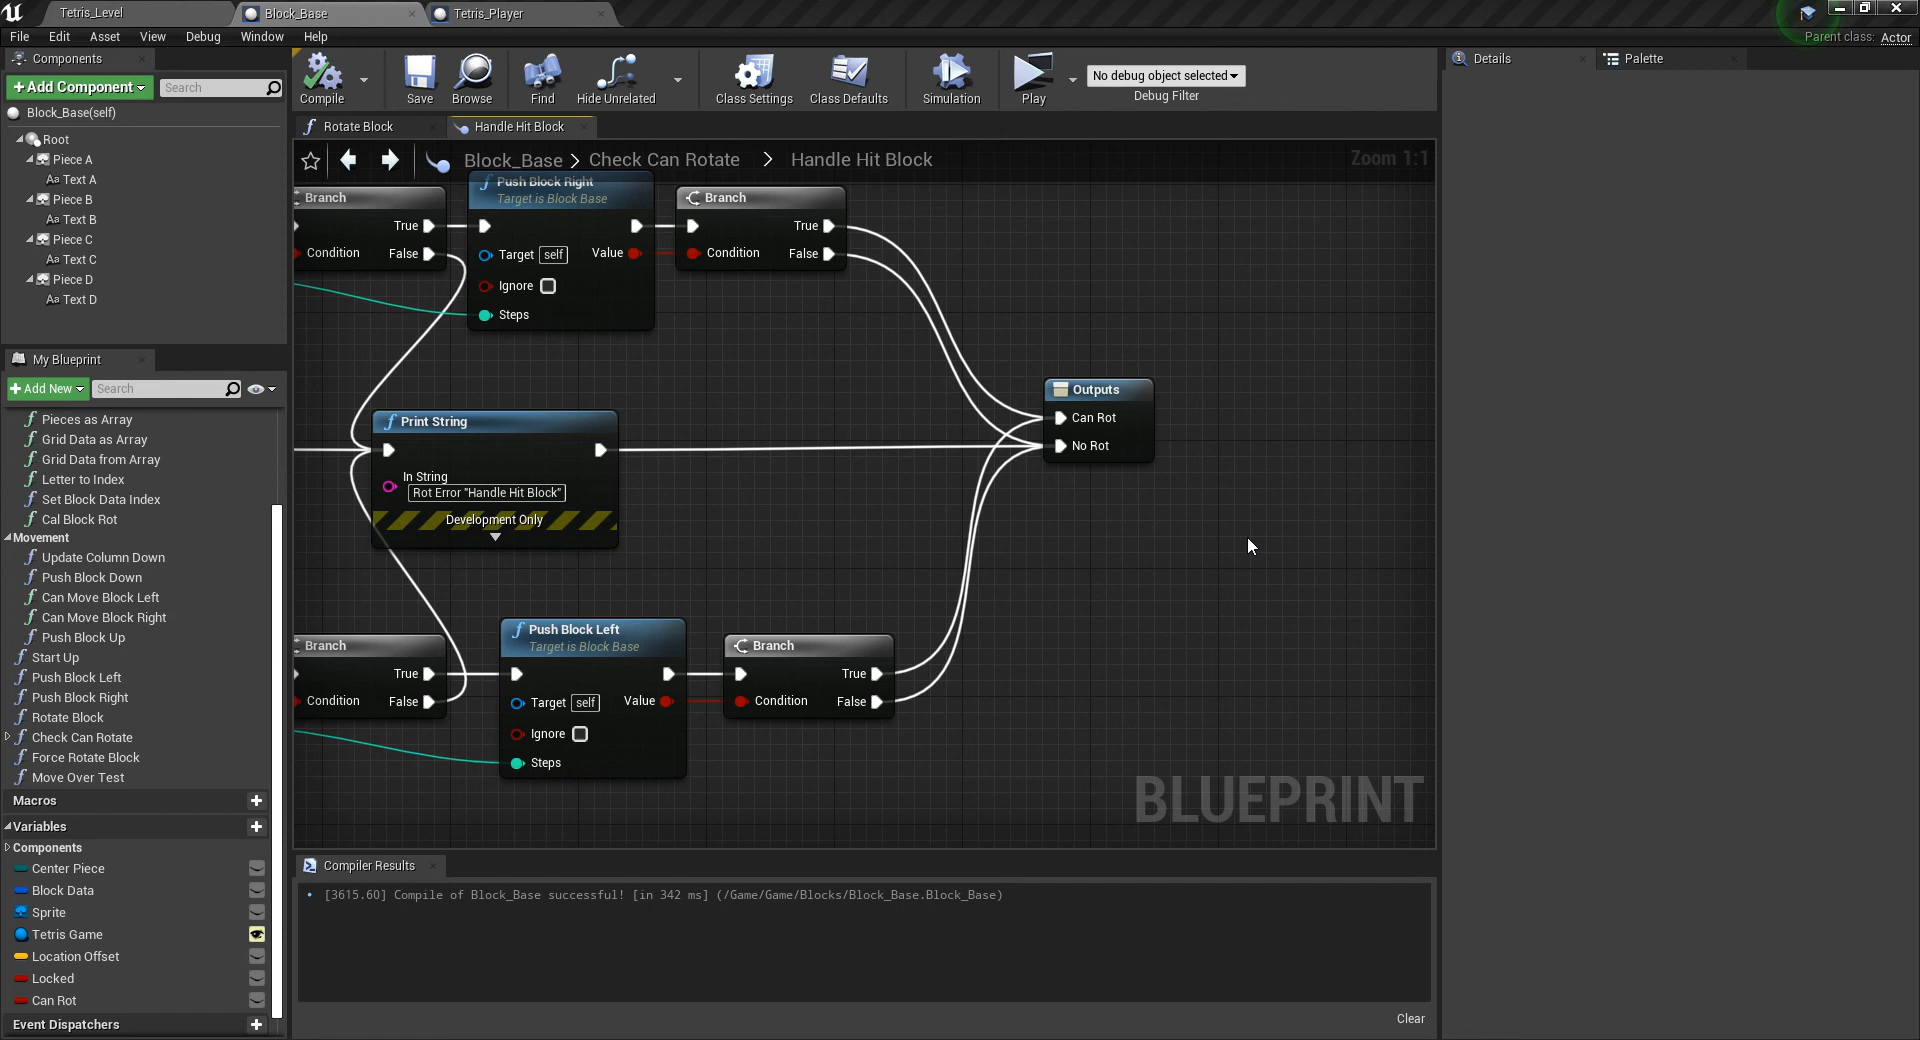 Tetris_Level
Block_Base
Tetris_Player
File
Edit
Asset
View
Debug
Window
Help
Parent class: Actor
Components
+Add Component
Search
Block_Base(self)
Root
Piece A
Aa Text A
Piece B
Aa Text B
Piece C
Aa Text C
Piece D
Aa Text D
My Blueprint
+Add New
Search
Pieces as Array
Grid Data as Array
Grid Data from Array
Letter to Index
Set Block Data Index
Cal Block Rot
Movement
Update Column Down
Push Block Down
Can Move Block Left
Can Move Block Right
Push Block Up
Start Up
Push Block Left
Push Block Right
Rotate Block
Check Can Rotate
Force Rotate Block
Move Over Test
Macros
Variables
Components
Center Piece
Block Data
Sprite
Tetris Game
Location Offset
Locked
Can Rot
Event Dispatchers
Compile
Save
Browse
Find
Hide Unrelated
Class Settings
Class Defaults
Simulation
Play
No debug object selected
Debug Filter
Rotate Block
Handle Hit Block
Block_Base > Check Can Rotate > Handle Hit Block
Zoom 1:1
Branch
True
Condition
False
Push Block Right
Target is Block Base
Target self
Value
Ignore
Steps
Branch
True
Condition
False
Print String
In String
Rot Error "Handle Hit Block"
Development Only
Outputs
Can Rot
No Rot
Branch
True
Condition
False
Push Block Left
Target is Block Base
Target self
Value
Ignore
Steps
Branch
True
Condition
False
BLUEPRINT
Compiler Results
[3615.60] Compile of Block_Base successful! [in 342 ms] (/Game/Game/Blocks/Block_Base.Block_Base)
Clear
Details
Palette